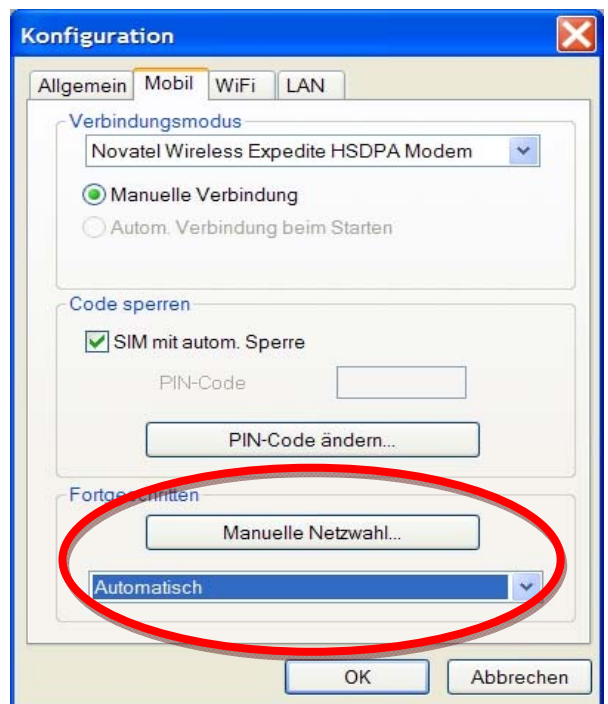 Konfiguration
Allgemein Mobil WiFi LAN
Verbindungsmodus
Novatel Wireless Expedite HSDPA Modem
Manuelle Verbindung
Autom. Verbindung beim Starten
Code sperren
SIM mit autom. Sperre
PIN-Code
PIN-Code ändern...
Fortgeschritten
Manuelle Netzwahl...
Automatisch
OK Abbrechen